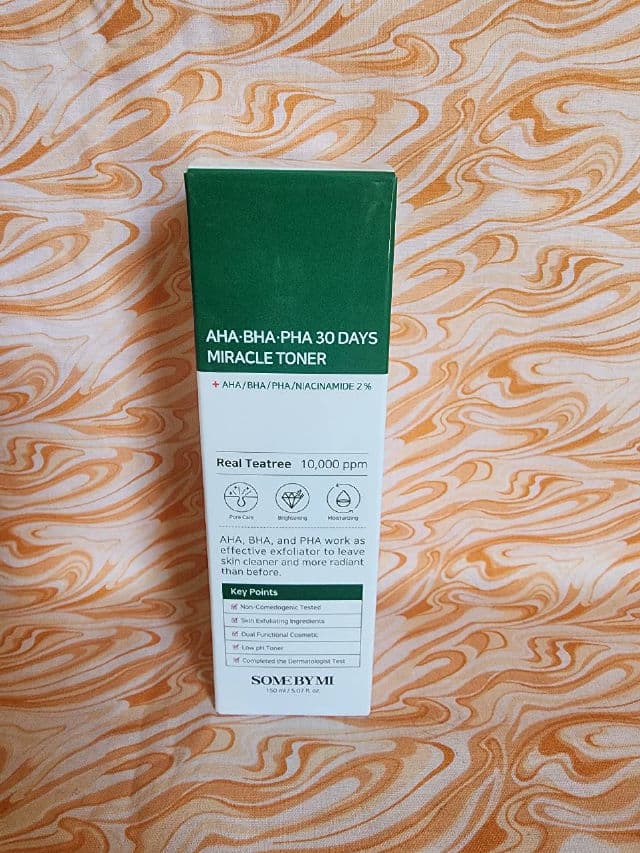 AHA·BHA·PHA 30 DAYS
MIRACLE TONER
+ AHA/BHA/PHA/NIACINAMIDE 2%
Real Teatree 10,000 ppm
Pore Care Brightening Moisturizing
AHA, BHA, and PHA work as
effective exfoliator to leave
skin cleaner and more radiant
than before.
Key Points
Non-Comedogenic Tested
Skin Exfoliating Ingredients
Dual Functional Cosmetic
Low pH Toner
Completed the Dermatologist Test
SOME BY MI
150 ml / 5.07 fl. oz.